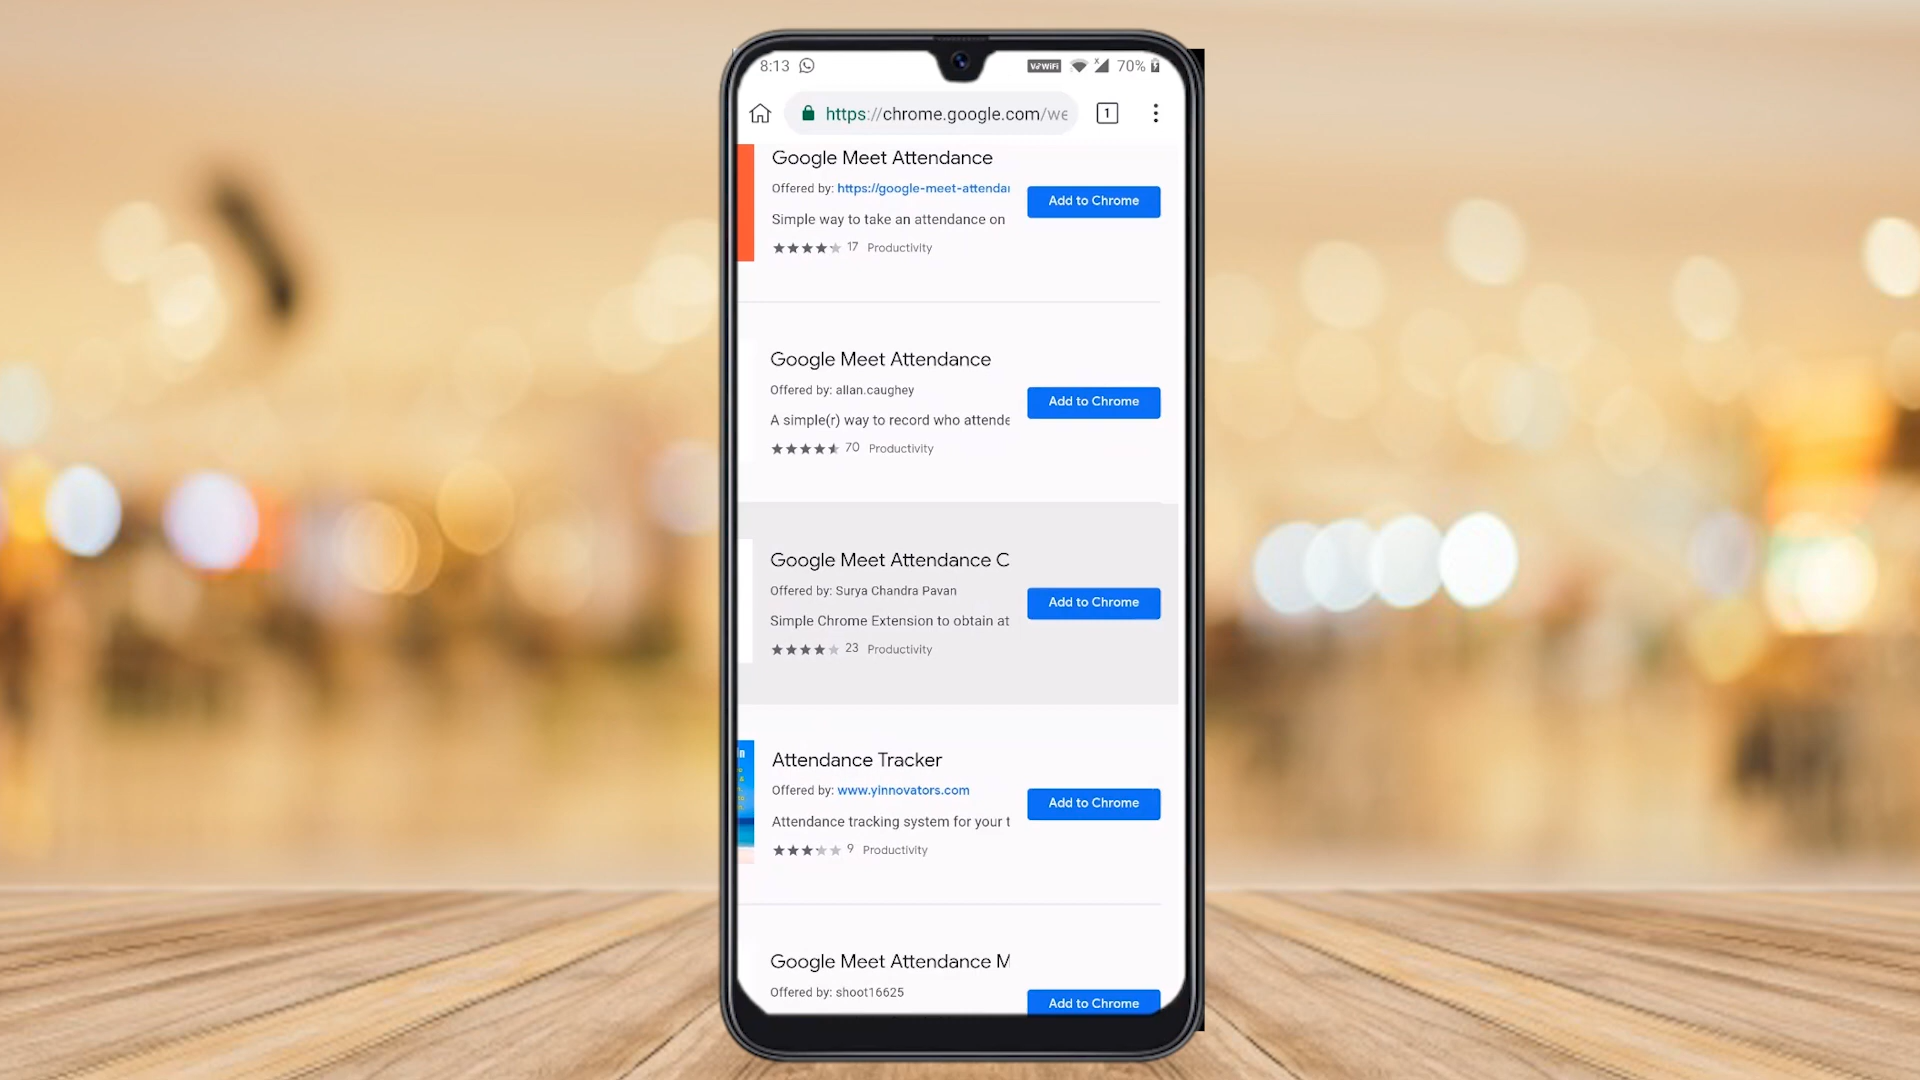 8:13 VoWiFi x 70%
https://chrome.google.com/we 1
Google Meet Attendance
Offered by: https://google-meet-attendar
Simple way to take an attendance on
17 Productivity
Add to Chrome
Google Meet Attendance
Offered by: allan.caughey
A simple(r) way to record who attende
70 Productivity
Add to Chrome
Google Meet Attendance C
Offered by: Surya Chandra Pavan
Simple Chrome Extension to obtain at
23 Productivity
Add to Chrome
Attendance Tracker
Offered by: www.yinnovators.com
Attendance tracking system for your t
9 Productivity
Add to Chrome
Google Meet Attendance M
Offered by: shoot16625
Add to Chrome